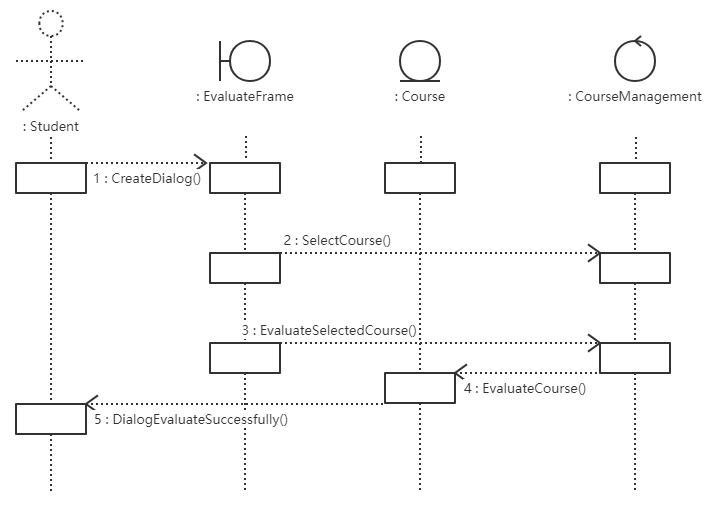 : Student
: EvaluateFrame
: Course
: CourseManagement
1 : CreateDialog()
2 : SelectCourse()
3 : EvaluateSelectedCourse()
4 : EvaluateCourse()
5 : DialogEvaluateSuccessfully()